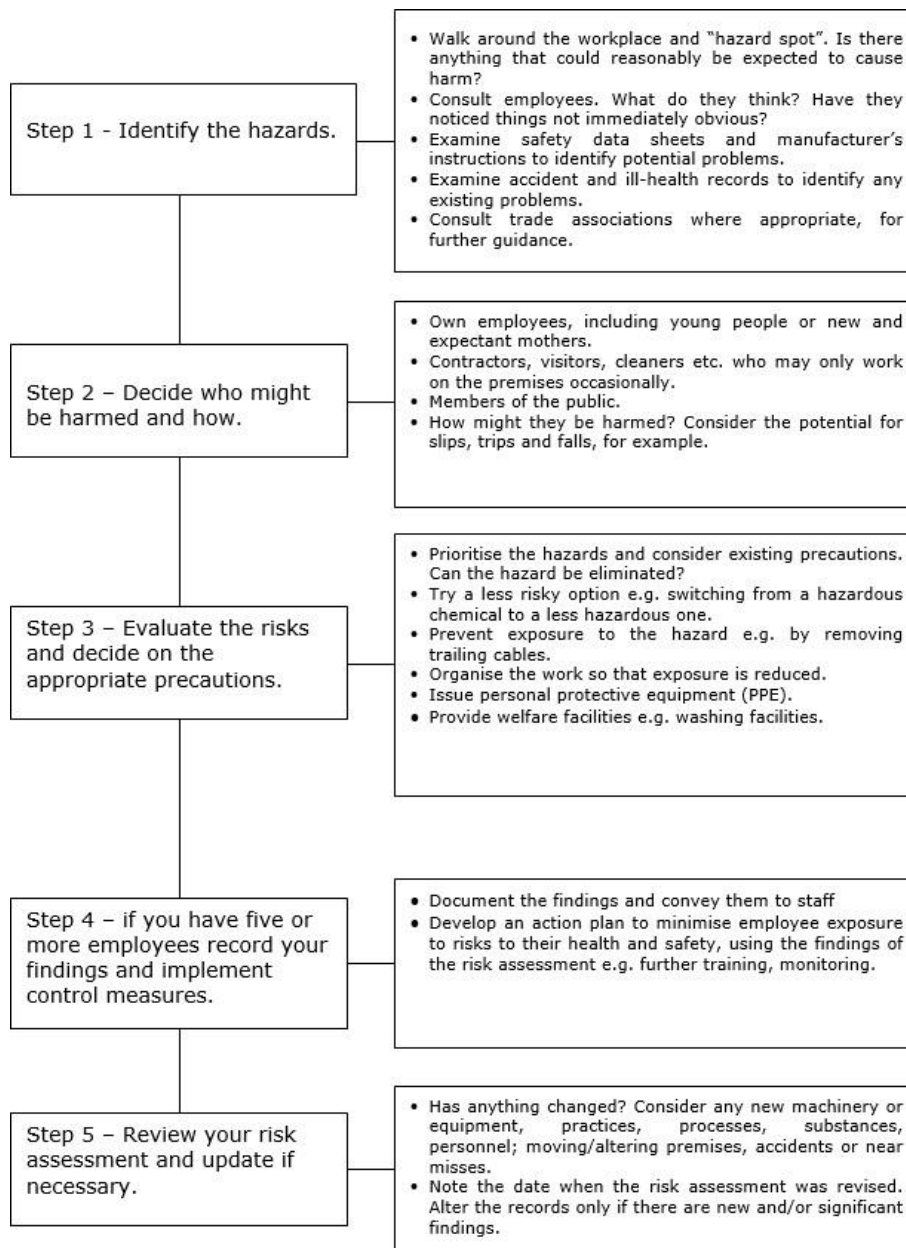 Step 1 - Identify the hazards.
• Walk around the workplace and “hazard spot”. Is there
anything that could reasonably be expected to cause
harm?
• Consult employees. What do they think? Have they
noticed things not immediately obvious?
• Examine safety data sheets and manufacturer’s
instructions to identify potential problems.
• Examine accident and ill-health records to identify any
existing problems.
• Consult trade associations where appropriate, for
further guidance.
Step 2 – Decide who might
be harmed and how.
• Own employees, including young people or new and
expectant mothers.
• Contractors, visitors, cleaners etc. who may only work
on the premises occasionally.
• Members of the public.
• How might they be harmed? Consider the potential for
slips, trips and falls, for example.
Step 3 – Evaluate the risks
and decide on the
appropriate precautions.
• Prioritise the hazards and consider existing precautions.
Can the hazard be eliminated?
• Try a less risky option e.g. switching from a hazardous
chemical to a less hazardous one.
• Prevent exposure to the hazard e.g. by removing
trailing cables.
• Organise the work so that exposure is reduced.
• Issue personal protective equipment (PPE).
• Provide welfare facilities e.g. washing facilities.
Step 4 – if you have five or
more employees record your
findings and implement
control measures.
• Document the findings and convey them to staff
• Develop an action plan to minimise employee exposure
to risks to their health and safety, using the findings of
the risk assessment e.g. further training, monitoring.
Step 5 – Review your risk
assessment and update if
necessary.
• Has anything changed? Consider any new machinery or
equipment, practices, processes, substances,
personnel; moving/altering premises, accidents or near
misses.
• Note the date when the risk assessment was revised.
Alter the records only if there are new and/or significant
findings.